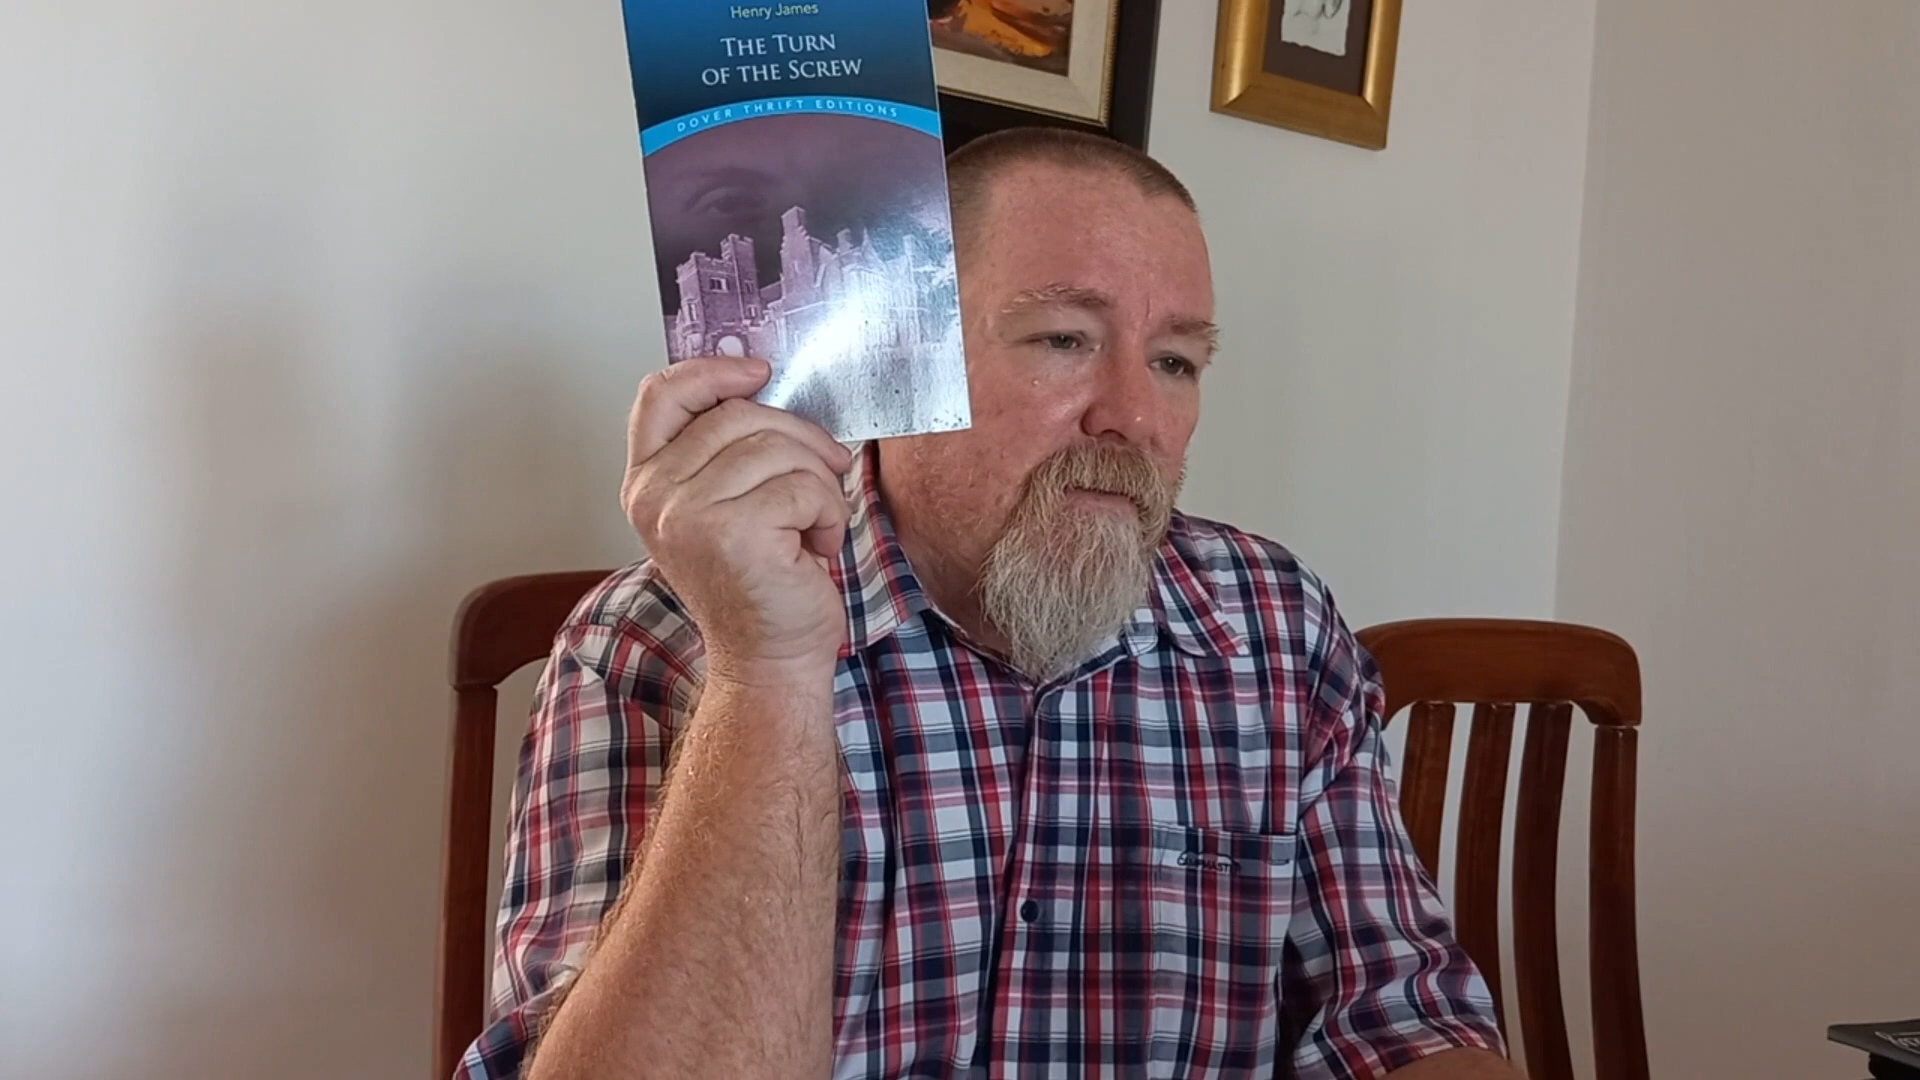 Henry James
THE TURN
OF THE SCREW
DOVER THRIFT EDITIONS